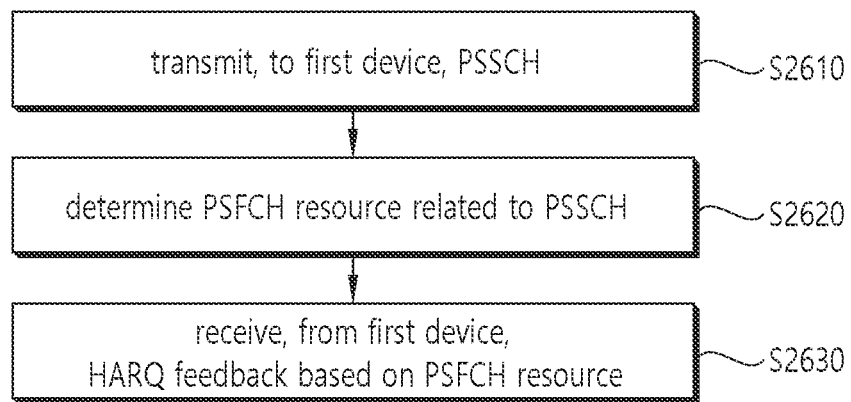 transmit, to first device, PSSCH
S2610
determine PSFCH resource related to PSSCH
S2620
receive, from first device,
HARQ feedback based on PSFCH resource
S2630